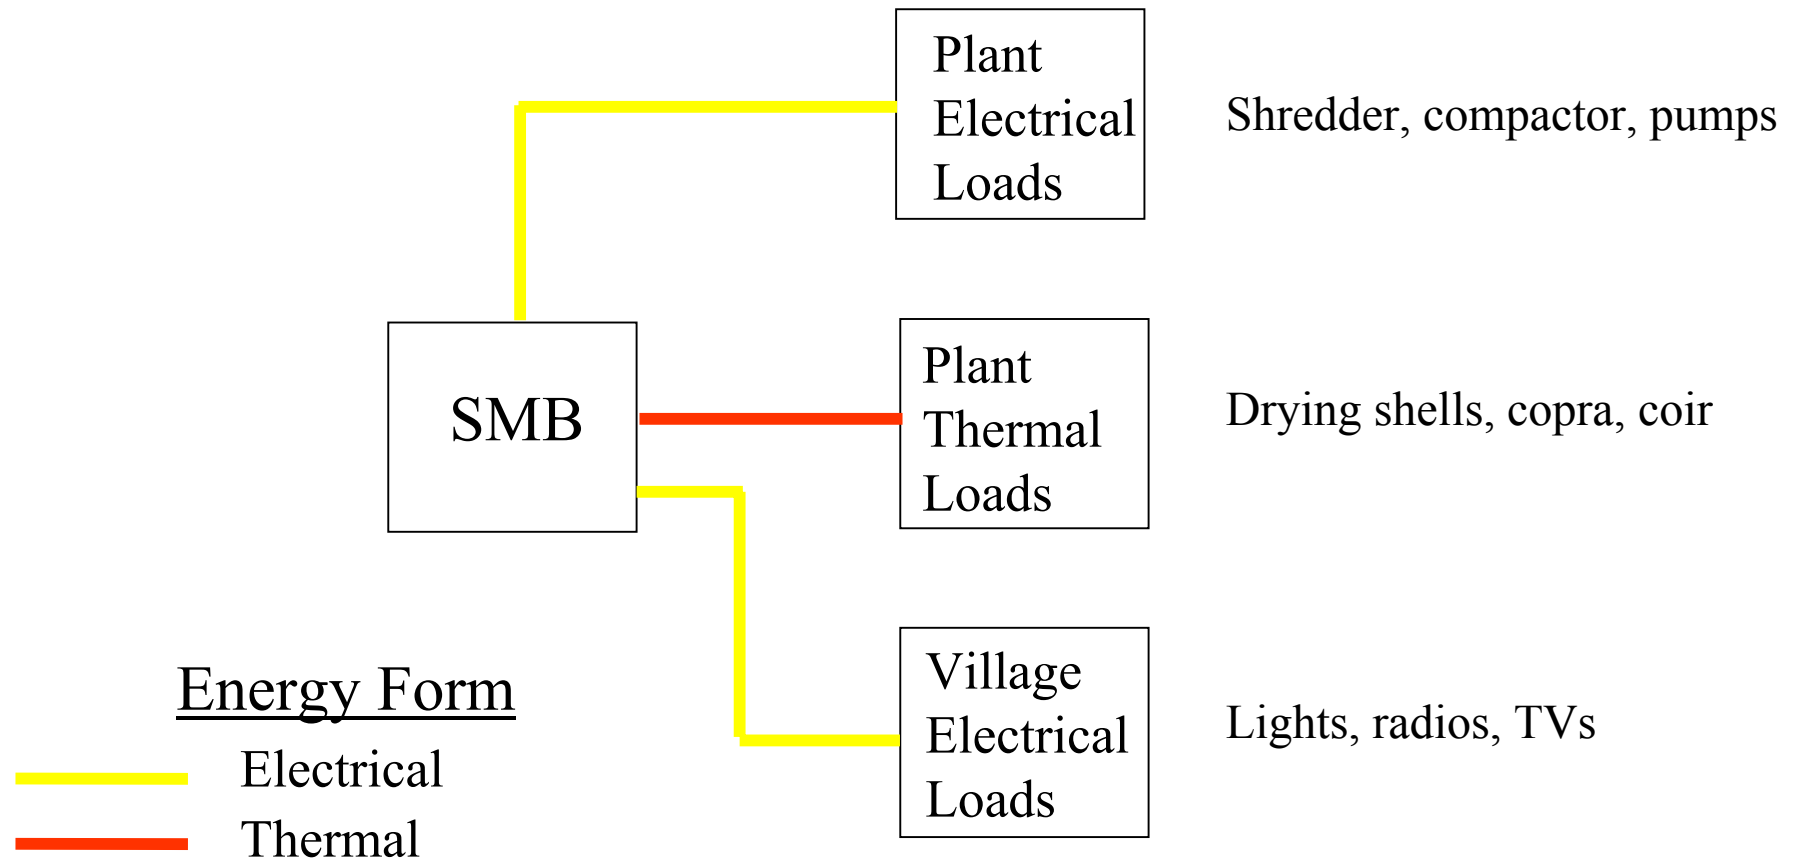 Plant
Electrical
Loads
Shredder, compactor, pumps
SMB
Plant
Thermal
Loads
Drying shells, copra, coir
Village
Electrical
Loads
Lights, radios, TVs
Energy Form
Electrical
Thermal